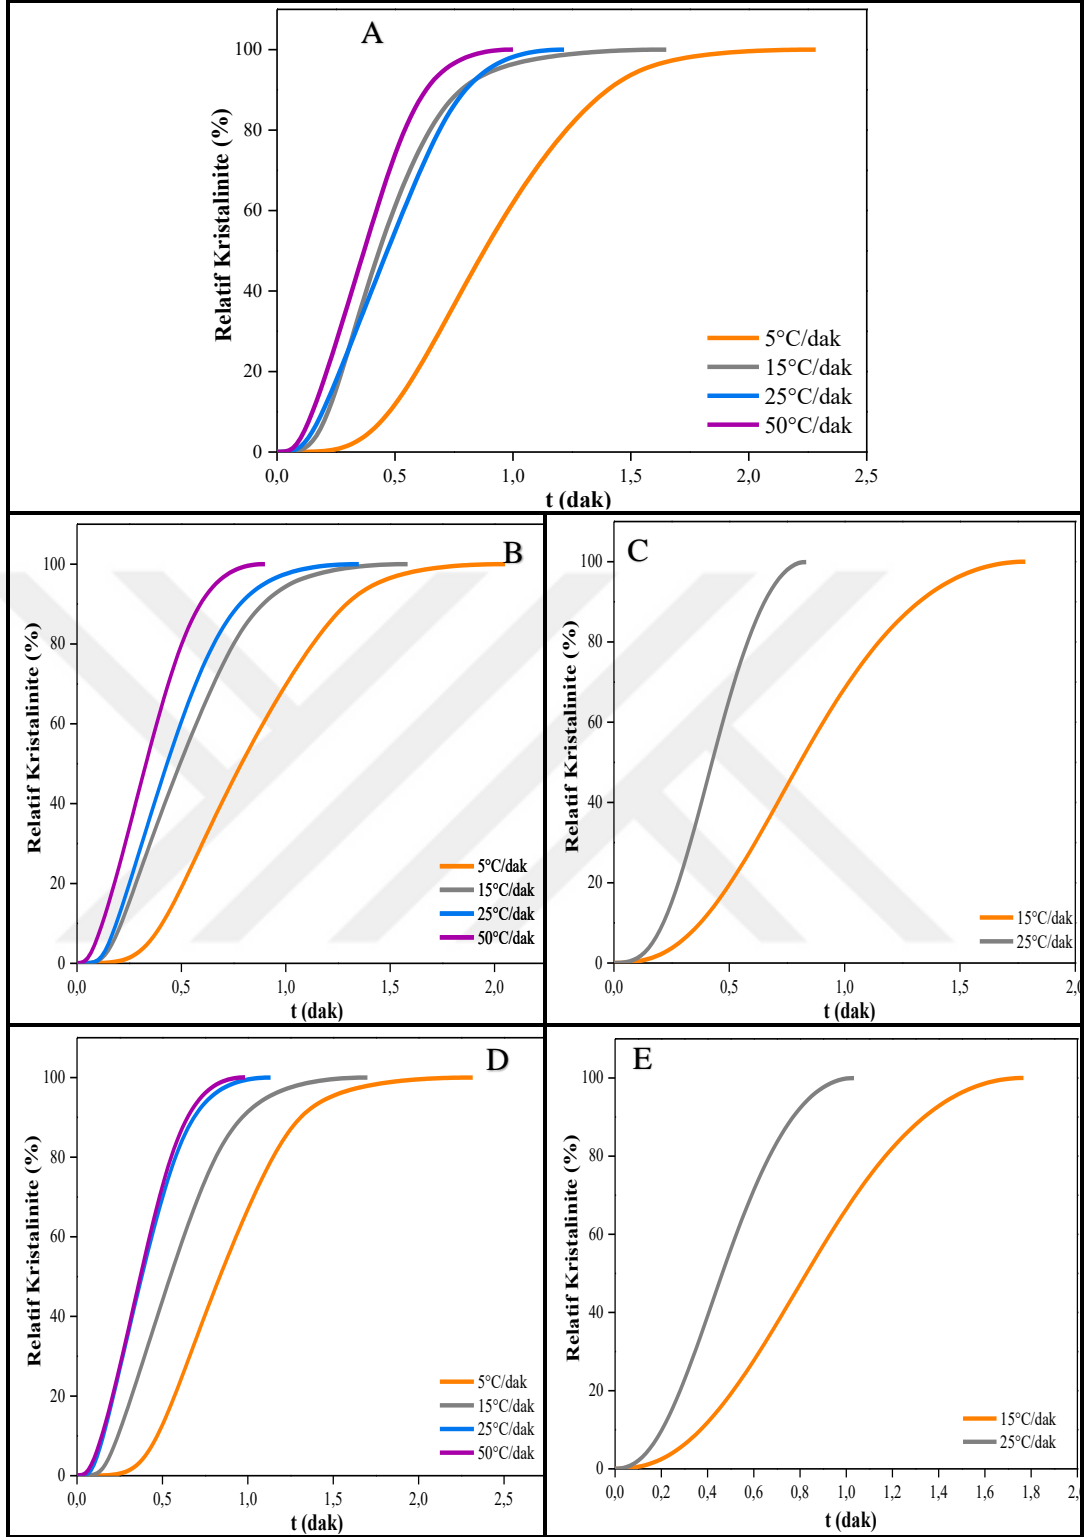 A
100
80
60
40
20
0
Relatif Kristalinite (%)
5°C/dak
15°C/dak
25°C/dak
50°C/dak
0,0 0,5 1,0 1,5 2,0 2,5
t (dak)
B
100
80
60
40
20
0
Relatif Kristalinite (%)
5°C/dak
15°C/dak
25°C/dak
50°C/dak
0,0 0,5 1,0 1,5 2,0
t (dak)
C
100
80
60
40
20
0
Relatif Kristalinite (%)
15°C/dak
25°C/dak
0,0 0,5 1,0 1,5 2,0
t (dak)
D
100
80
60
40
20
0
Relatif Kristalinite (%)
5°C/dak
15°C/dak
25°C/dak
50°C/dak
0,0 0,5 1,0 1,5 2,0 2,5
t (dak)
E
100
80
60
40
20
0
Relatif Kristalinite (%)
15°C/dak
25°C/dak
0,0 0,2 0,4 0,6 0,8 1,0 1,2 1,4 1,6 1,8 2,0
t (dak)